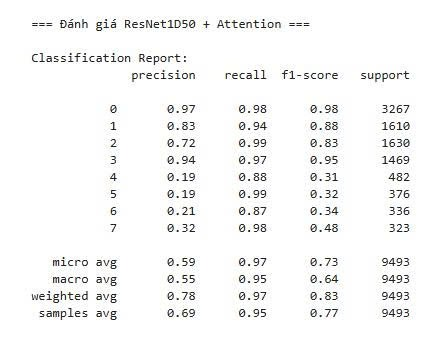 === Đánh giá ResNet1D50 + Attention ===
Classification Report:
precision recall f1-score support
0 0.97 0.98 0.98 3267
1 0.83 0.94 0.88 1610
2 0.72 0.99 0.83 1630
3 0.94 0.97 0.95 1469
4 0.19 0.88 0.31 482
5 0.19 0.99 0.32 376
6 0.21 0.87 0.34 336
7 0.32 0.98 0.48 323
micro avg 0.59 0.97 0.73 9493
macro avg 0.55 0.95 0.64 9493
weighted avg 0.78 0.97 0.83 9493
samples avg 0.69 0.95 0.77 9493